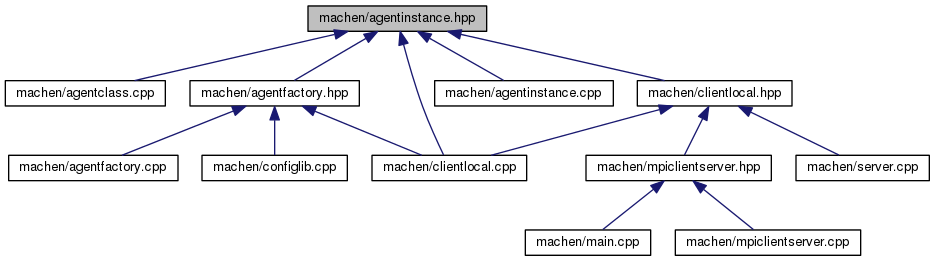 machen/agentinstance.hpp
machen/agentclass.cpp
machen/agentfactory.hpp
machen/agentinstance.cpp
machen/clientlocal.hpp
machen/agentfactory.cpp
machen/configlib.cpp
machen/clientlocal.cpp
machen/mpiclientserver.hpp
machen/server.cpp
machen/main.cpp
machen/mpiclientserver.cpp